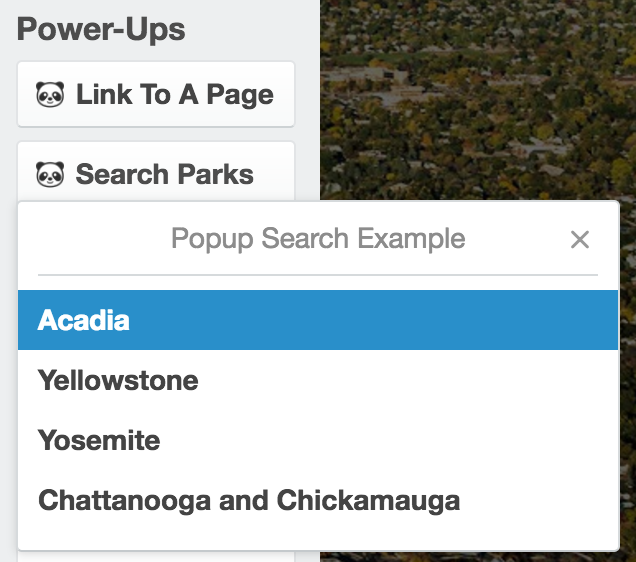 Power-Ups
Link To A Page
Search Parks
Popup Search Example
Acadia
Yellowstone
Yosemite
Chattanooga and Chickamauga